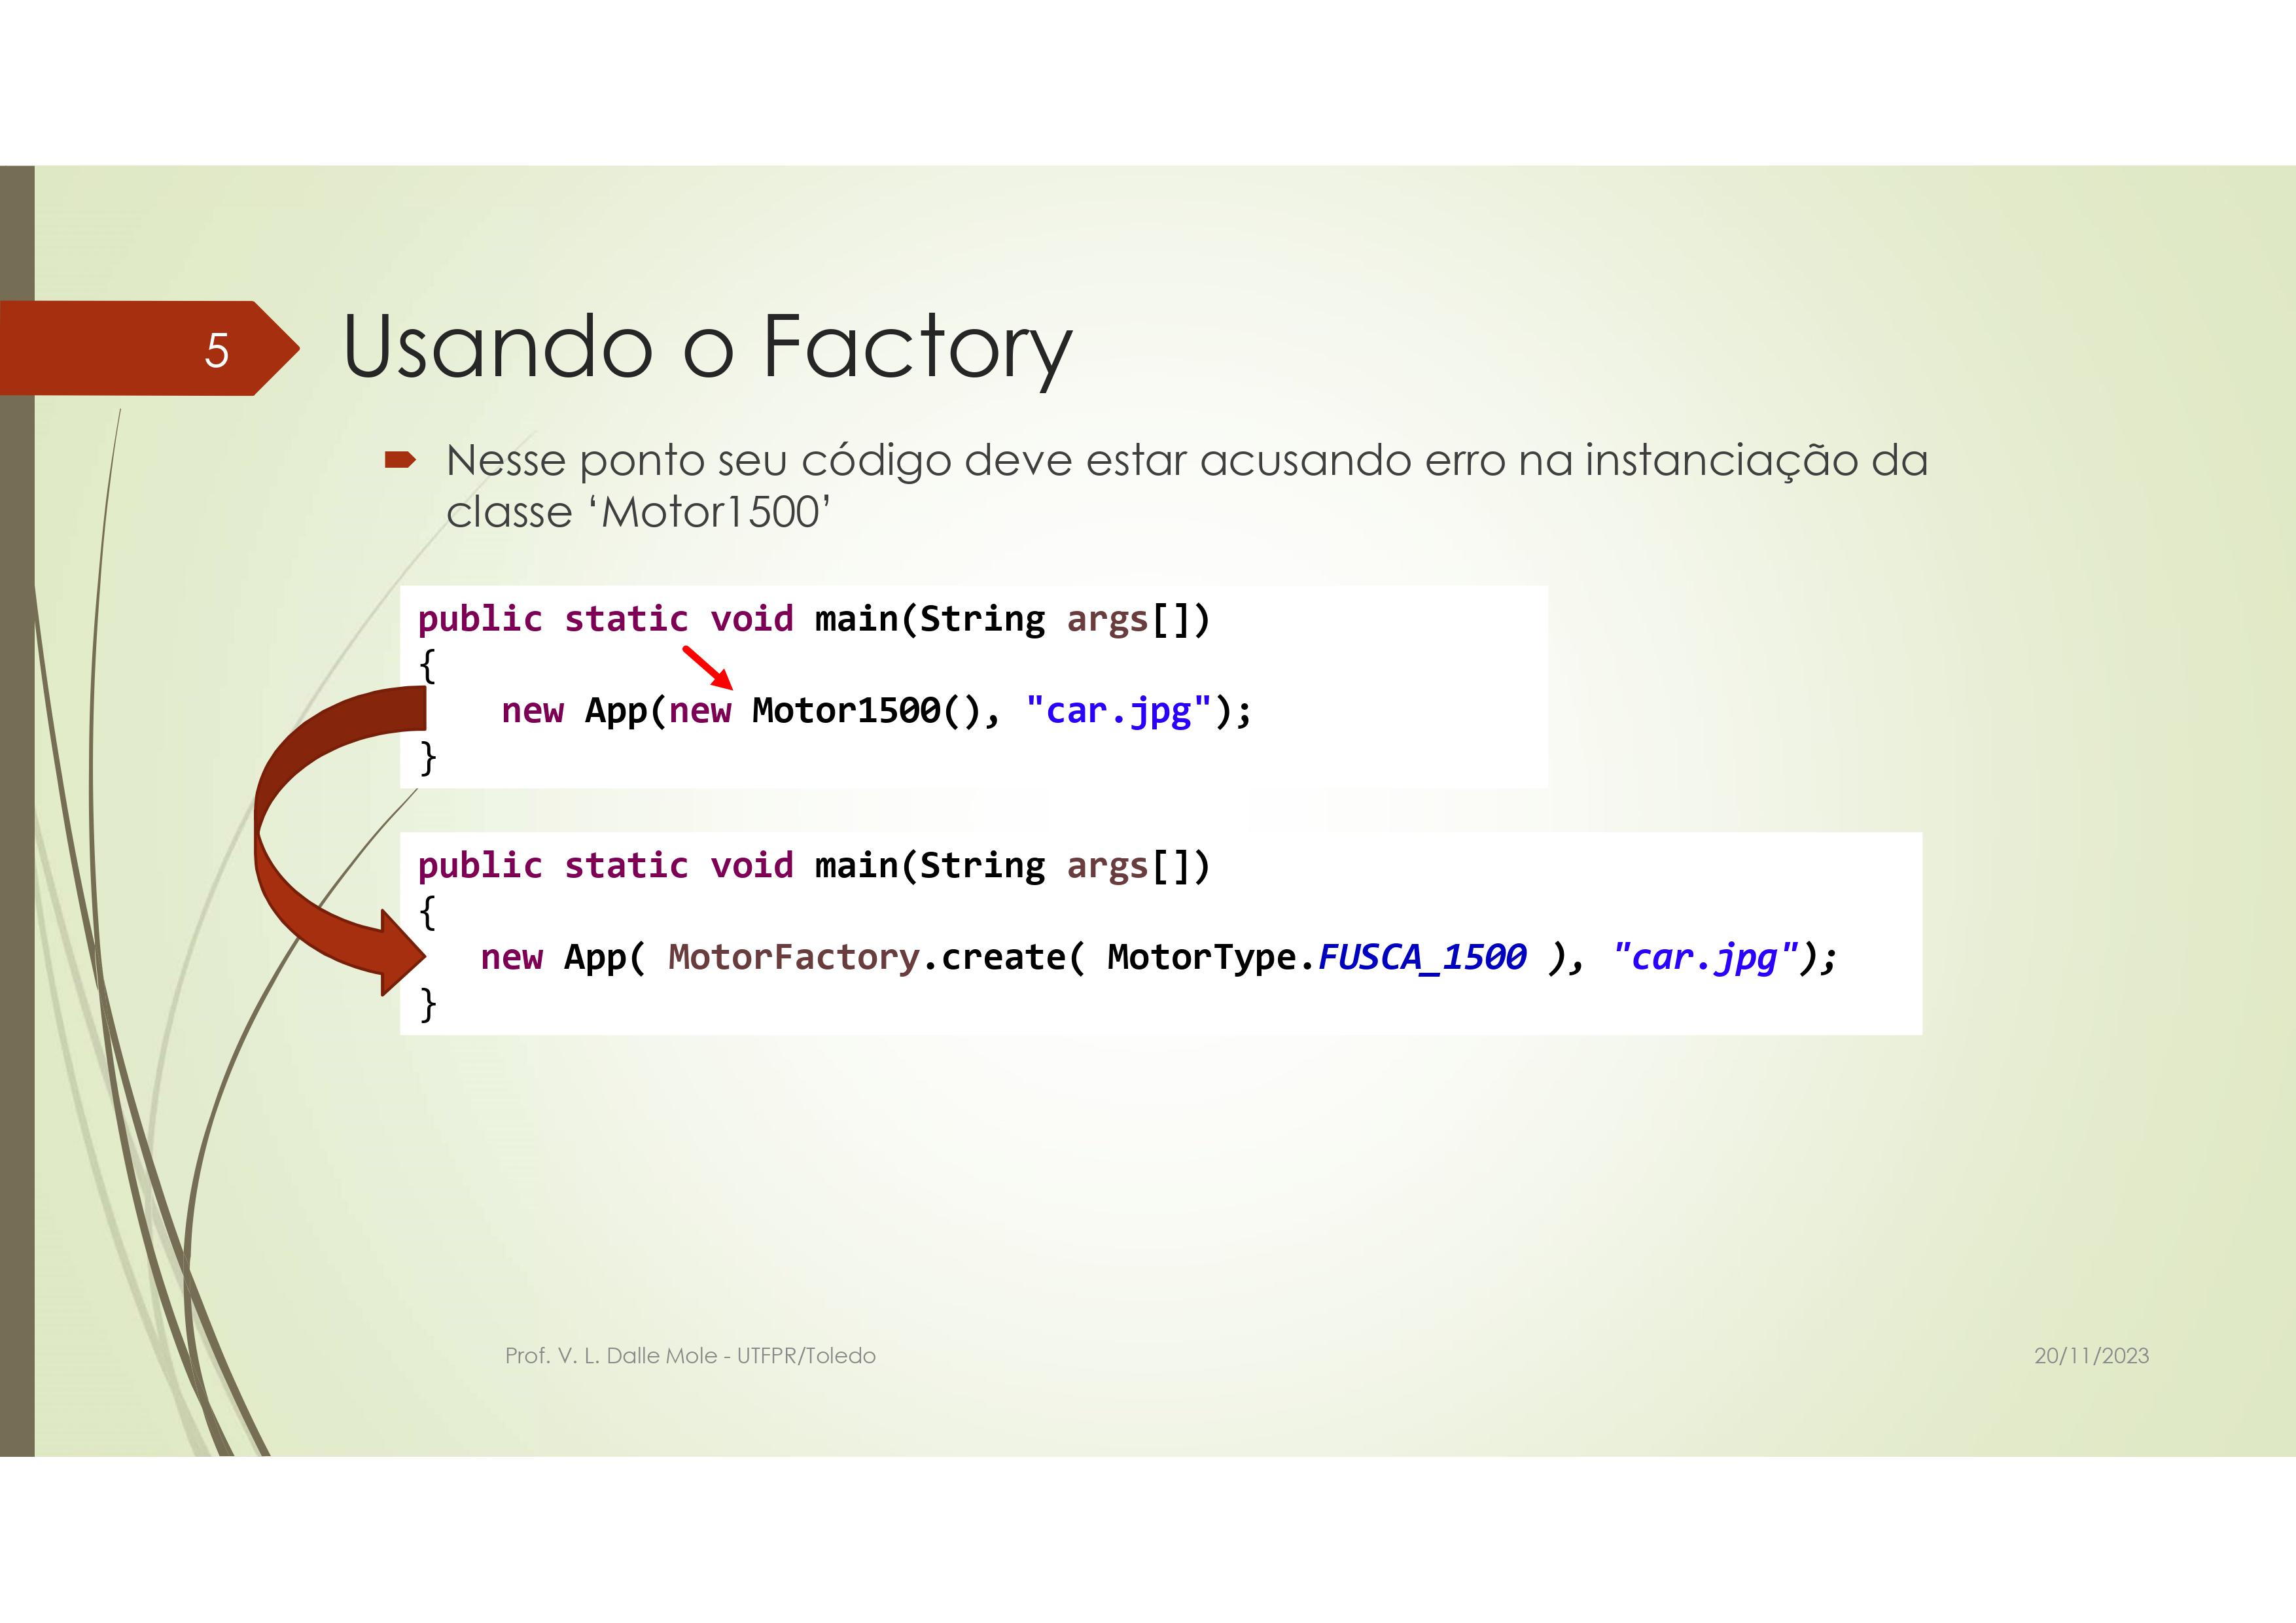 5
Usando o Factory
Nesse ponto seu código deve estar acusando erro na instanciação da
classe ‘Motor1500’
public static void main(String args[])
{
    new App(new Motor1500(), "car.jpg");
}
public static void main(String args[])
{
   new App( MotorFactory.create( MotorType.FUSCA_1500 ), "car.jpg");
}
Prof. V. L. Dalle Mole - UTFPR/Toledo
20/11/2023